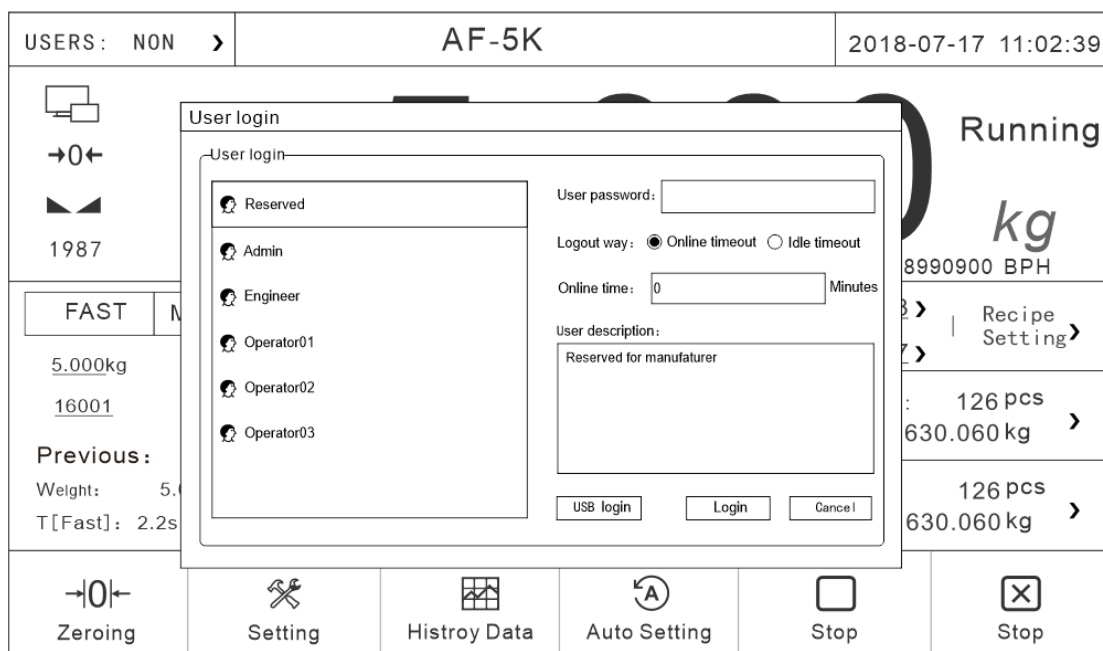 USERS: NON ❯
AF-5K
2018-07-17 11:02:39
User login
Running
→0←
1987
kg
8990900 BPH
User login
Reserved
Admin
Engineer
Operator01
Operator02
Operator03
User password:
Logout way: Online timeout Idle timeout
Online time: 0 Minutes
User description:
Reserved for manufaturer
USB login
Login
Cancel
FAST
5.000kg
16001
Previous:
Weight: 5.
T[Fast]: 2.2s
Recipe
Setting❯
126 pcs
630.060 kg
126 pcs
630.060 kg
→|0|←
Zeroing
Setting
Histroy Data
A
Auto Setting
Stop
Stop